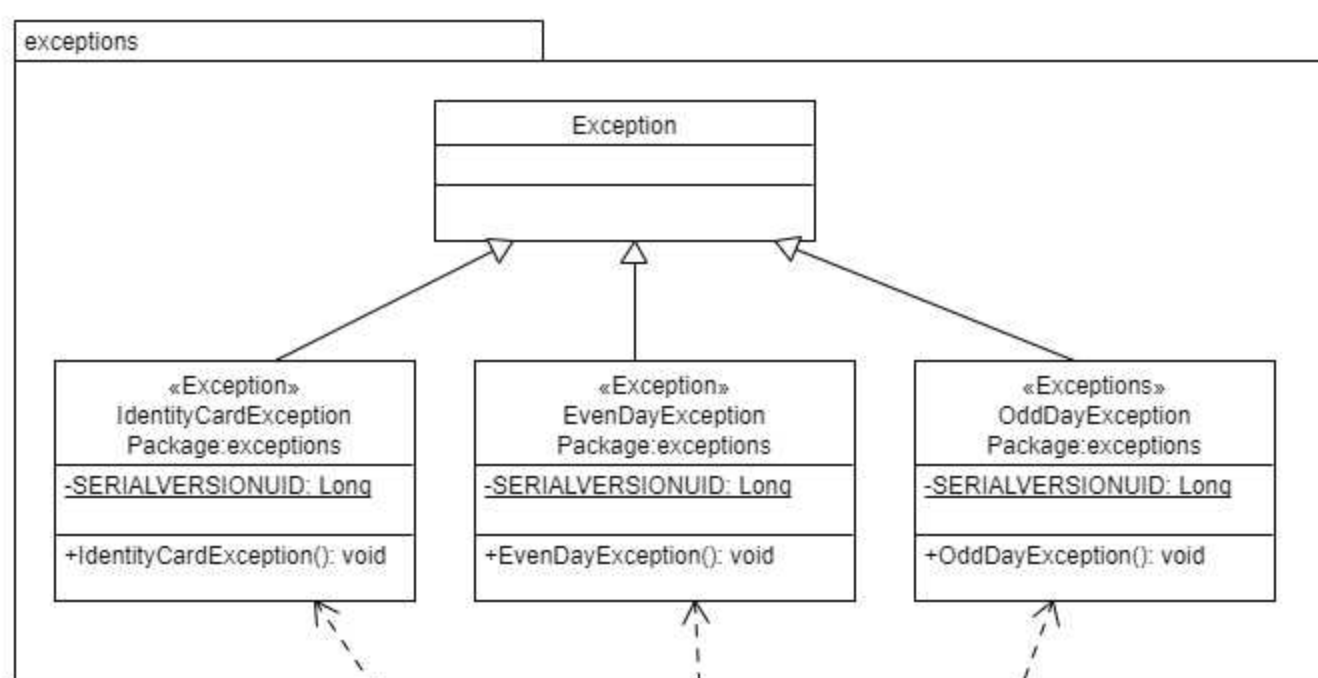 exceptions
Exception
«Exception»
IdentityCardException
Package:exceptions
-SERIALVERSIONUID: Long
+IdentityCardException(): void
«Exception»
EvenDayException
Package:exceptions
-SERIALVERSIONUID: Long
+EvenDayException(): void
«Exceptions»
OddDayException
Package:exceptions
-SERIALVERSIONUID: Long
+OddDayException(): void